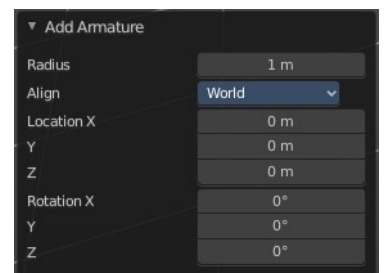 Add Armature
Radius 1 m
Align World
Location X 0 m
Y 0 m
Z 0 m
Rotation X 0°
Y 0°
Z 0°